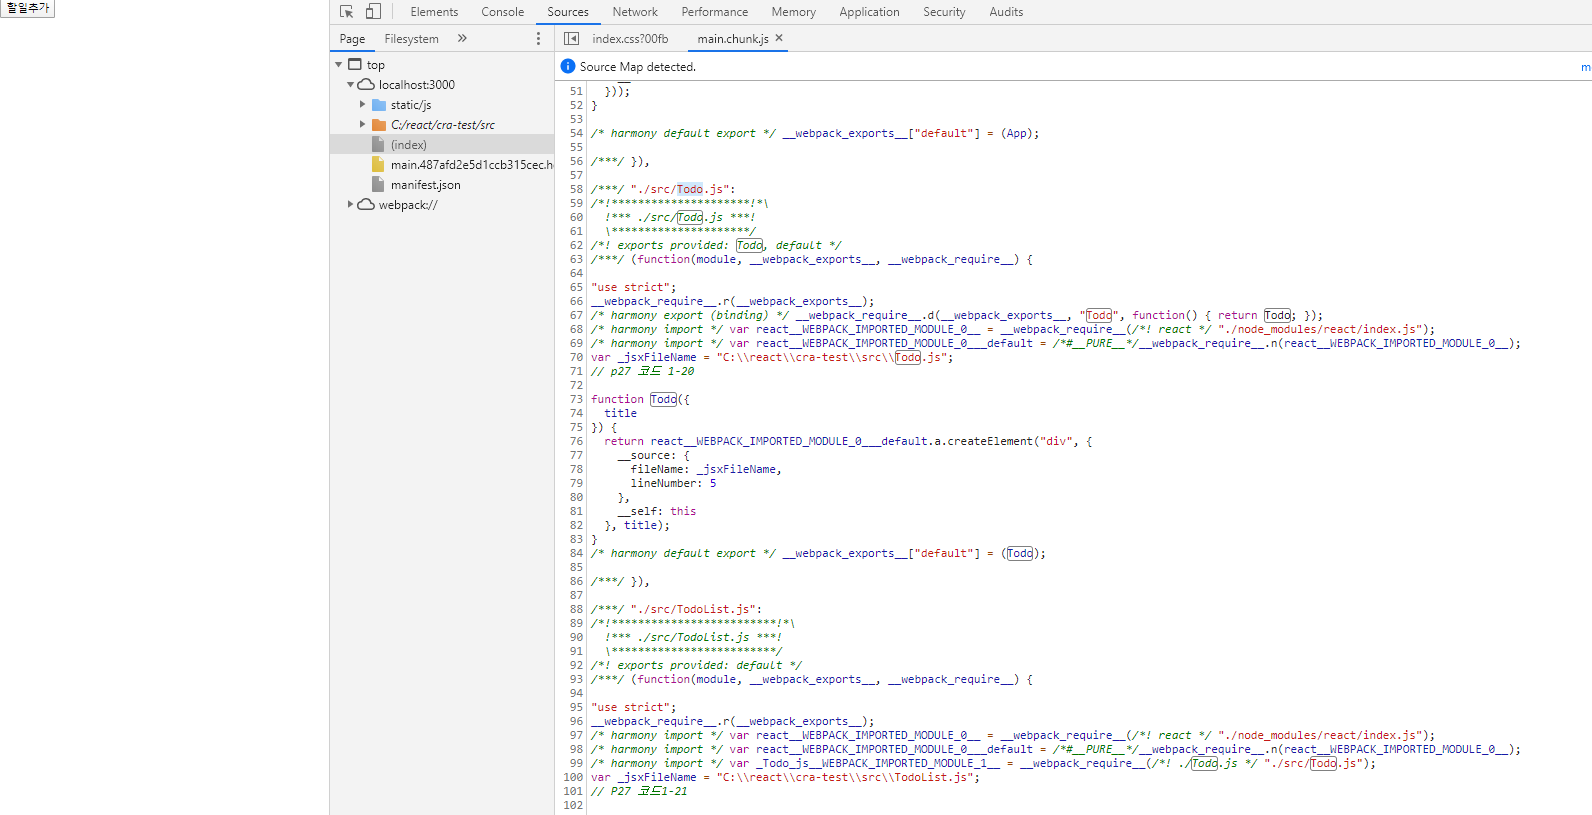 할일추가
Elements Console Sources Network Performance Memory Application Security Audits
Page Filesystem »
index.css?00fb main.chunk.js ×
top
localhost:3000
static/js
C:/react/cra-test/src
(index)
main.487afd2e5d1ccb315cec.h
manifest.json
webpack://
Source Map detected.
51 }));
52 }
53
54 /* harmony default export */ __webpack_exports__["default"] = (App);
55
56 /***/ }),
57
58 /***/ "./src/Todo.js":
59 /*!*********************!*\
60 !*** ./src/Todo.js ***!
61 \*********************/
62 /*! exports provided: Todo, default */
63 /***/ (function(module, __webpack_exports__, __webpack_require__) {
64
65 "use strict";
66 __webpack_require__.r(__webpack_exports__);
67 /* harmony export (binding) */ __webpack_require__.d(__webpack_exports__, "Todo", function() { return Todo; });
68 /* harmony import */ var react__WEBPACK_IMPORTED_MODULE_0__ = __webpack_require__(/*! react */ "./node_modules/react/index.js");
69 /* harmony import */ var react__WEBPACK_IMPORTED_MODULE_0___default = /*#__PURE__*/__webpack_require__.n(react__WEBPACK_IMPORTED_MODULE_0__);
70 var _jsxFileName = "C:\\react\\cra-test\\src\\Todo.js";
71 // p27 코드 1-20
72
73 function Todo({
74 title
75 }) {
76 return react__WEBPACK_IMPORTED_MODULE_0___default.a.createElement("div", {
77 __source: {
78 fileName: _jsxFileName,
79 lineNumber: 5
80 },
81 __self: this
82 }, title);
83 }
84 /* harmony default export */ __webpack_exports__["default"] = (Todo);
85
86 /***/ }),
87
88 /***/ "./src/TodoList.js":
89 /*!*************************!*\
90 !*** ./src/TodoList.js ***!
91 \*************************/
92 /*! exports provided: default */
93 /***/ (function(module, __webpack_exports__, __webpack_require__) {
94
95 "use strict";
96 __webpack_require__.r(__webpack_exports__);
97 /* harmony import */ var react__WEBPACK_IMPORTED_MODULE_0__ = __webpack_require__(/*! react */ "./node_modules/react/index.js");
98 /* harmony import */ var react__WEBPACK_IMPORTED_MODULE_0___default = /*#__PURE__*/__webpack_require__.n(react__WEBPACK_IMPORTED_MODULE_0__);
99 /* harmony import */ var _Todo_js__WEBPACK_IMPORTED_MODULE_1__ = __webpack_require__(/*! ./Todo.js */ "./src/Todo.js");
100 var _jsxFileName = "C:\\react\\cra-test\\src\\TodoList.js";
101 // P27 코드1-21
102